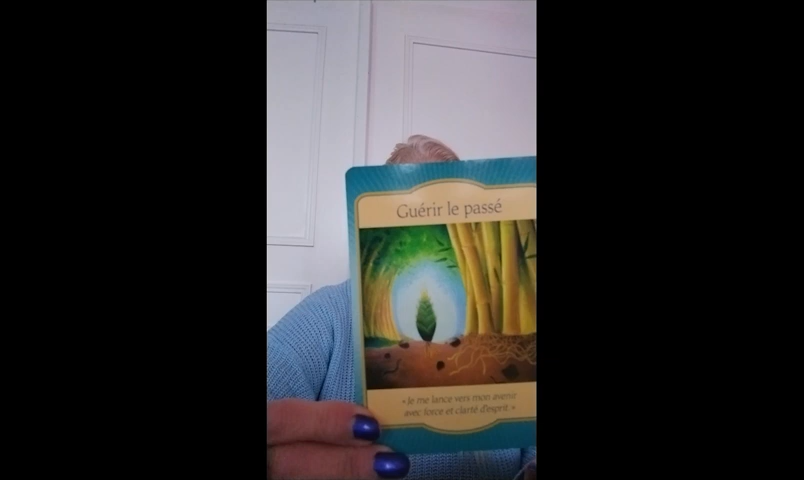 Guérir le passé
« Je me lance vers mon avenir
avec force et clarté d'esprit. »